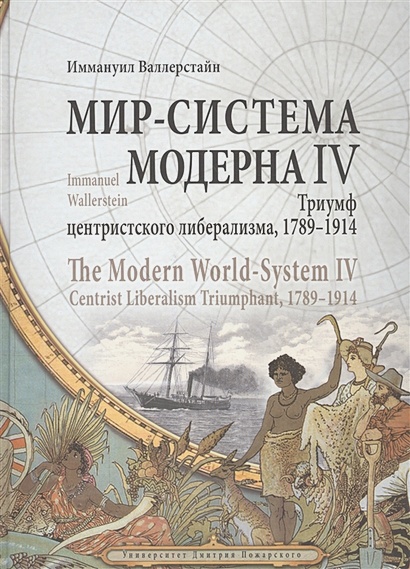 Иммануил Валлерстайн
МИР-СИСТЕМА
МОДЕРНА IV
Immanuel
Wallerstein
Триумф
центристского либерализма, 1789–1914
The Modern World-System IV
Centrist Liberalism Triumphant, 1789–1914
Университет Дмитрия Пожарского